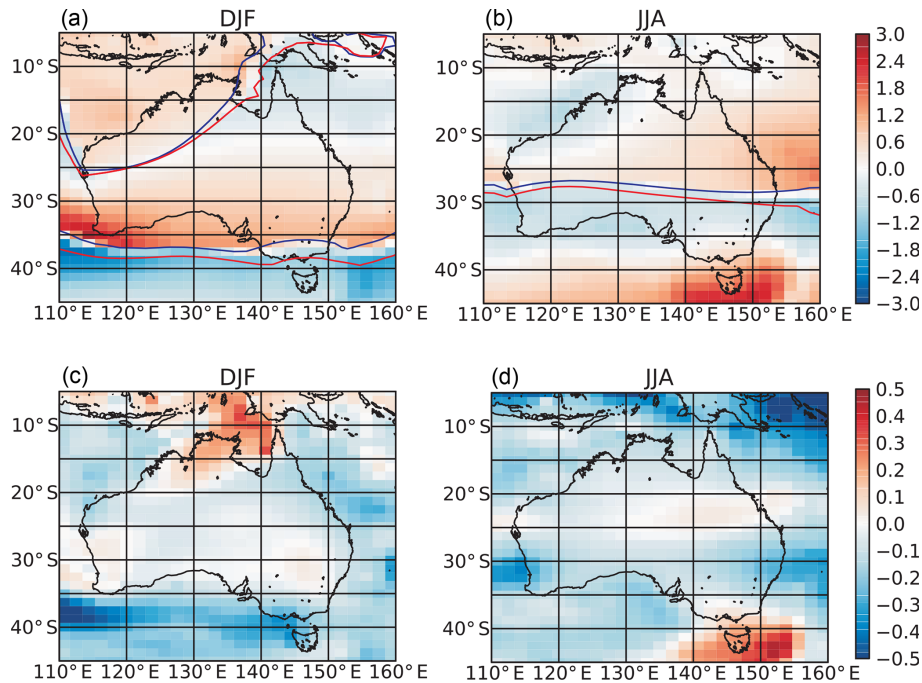 (a) DJF
(b) JJA
10° S
20° S
30° S
40° S
110° E 120° E 130° E 140° E 150° E 160° E
10° S
20° S
30° S
40° S
110° E 120° E 130° E 140° E 150° E 160° E
3.0
2.4
1.8
1.2
0.6
0.0
−0.6
−1.2
−1.8
−2.4
−3.0
(c) DJF
(d) JJA
10° S
20° S
30° S
40° S
110° E 120° E 130° E 140° E 150° E 160° E
10° S
20° S
30° S
40° S
110° E 120° E 130° E 140° E 150° E 160° E
0.5
0.4
0.3
0.2
0.1
0.0
−0.1
−0.2
−0.3
−0.4
−0.5